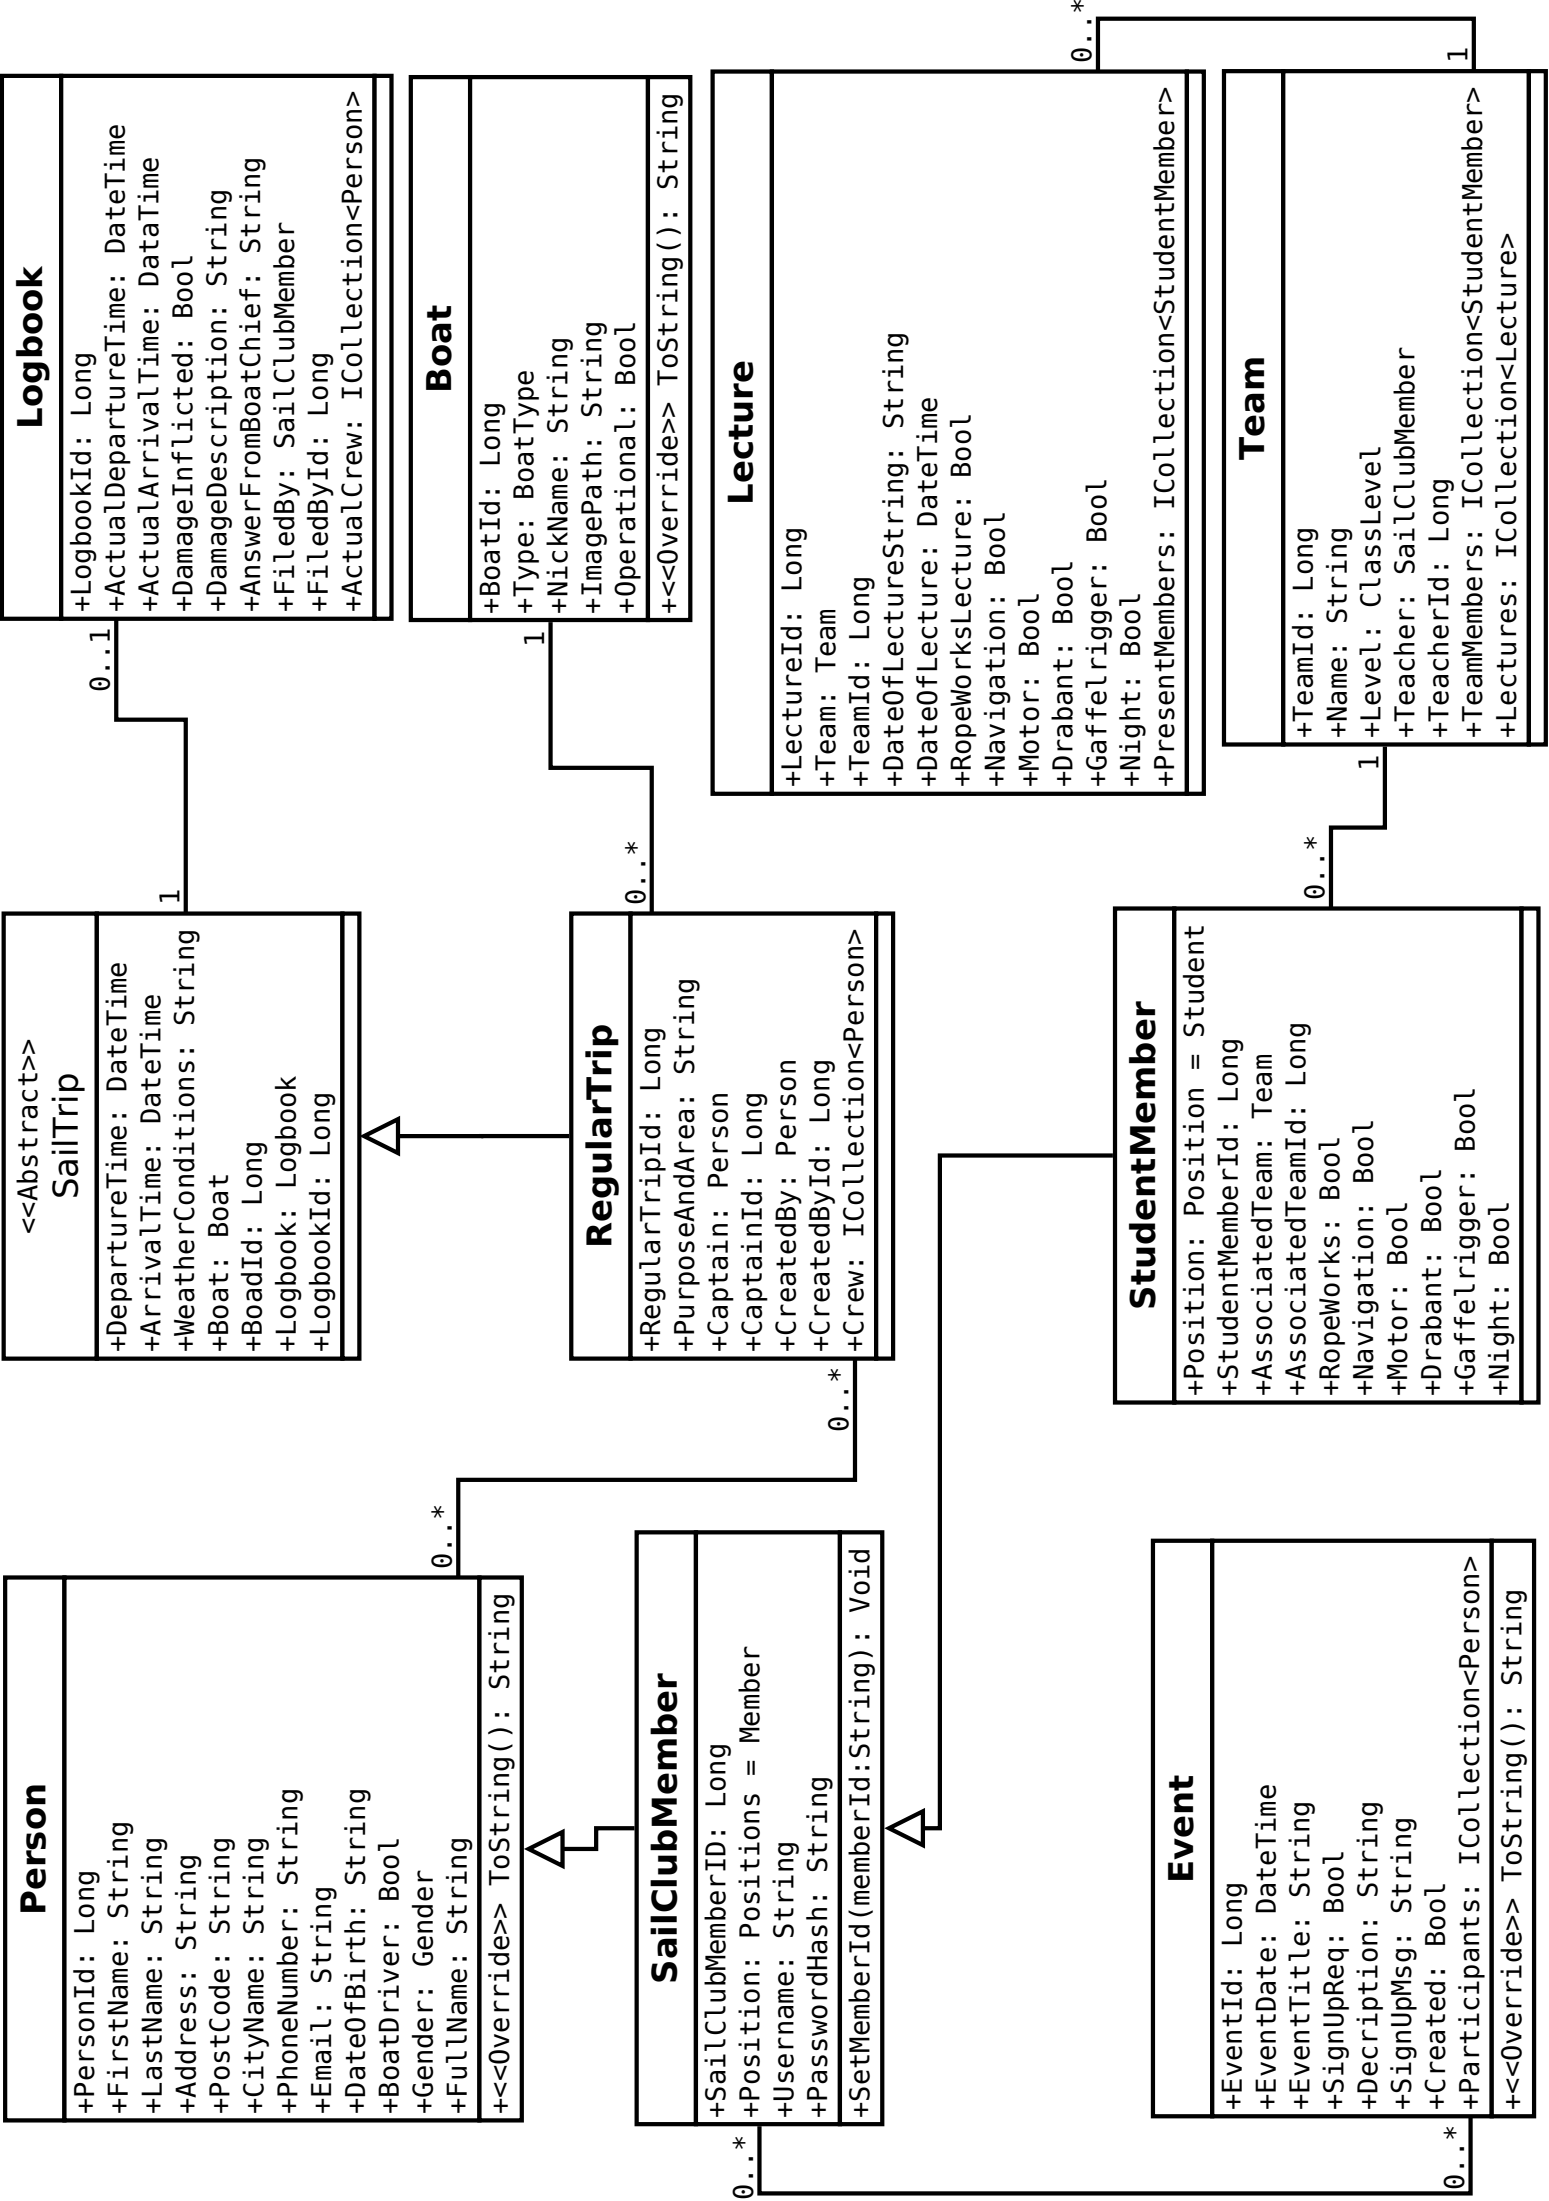 Person
+PersonId: Long
+FirstName: String
+LastName: String
+Address: String
+PostCode: String
+CityName: String
+PhoneNumber: String
+Email: String
+DateOfBirth: String
+BoatDriver: Bool
+Gender: Gender
+FullName: String
+<<Override>> ToString(): String
0..*
<<Abstract>>
SailTrip
+DepartureTime: DateTime
+ArrivalTime: DateTime
+WeatherConditions: String
+Boat: Boat
+BoadId: Long
+Logbook: Logbook
+LogbookId: Long
1
0..1
Logbook
+LogbookId: Long
+ActualDepartureTime: DateTime
+ActualArrivalTime: DataTime
+DamageInflicted: Bool
+DamageDescription: String
+AnswerFromBoatChief: String
+FiledBy: SailClubMember
+FiledById: Long
+ActualCrew: ICollection<Person>
Boat
+BoatId: Long
+Type: BoatType
+NickName: String
+ImagePath: String
+Operational: Bool
+<<Override>> ToString(): String
1
0..*
RegularTrip
+RegularTripId: Long
+PurposeAndArea: String
+Captain: Person
+CaptainId: Long
+CreatedBy: Person
+CreatedById: Long
+Crew: ICollection<Person>
0..*
SailClubMember
+SailClubMemberID: Long
+Position: Positions = Member
+Username: String
+PasswordHash: String
+SetMemberId(memberId:String): Void
0..*
Lecture
+LectureId: Long
+Team: Team
+TeamId: Long
+DateOfLectureString: String
+DateOfLecture: DateTime
+RopeWorksLecture: Bool
+Navigation: Bool
+Motor: Bool
+Drabant: Bool
+Gaffelrigger: Bool
+Night: Bool
+PresentMembers: ICollection<StudentMember>
0..*
1
Event
+EventId: Long
+EventDate: DateTime
+EventTitle: String
+SignUpReq: Bool
+Decription: String
+SignUpMsg: String
+Created: Bool
+Participants: ICollection<Person>
+<<Override>> ToString(): String
0..*
StudentMember
+Position: Position = Student
+StudentMemberId: Long
+AssociatedTeam: Team
+AssociatedTeamId: Long
+RopeWorks: Bool
+Navigation: Bool
+Motor: Bool
+Drabant: Bool
+Gaffelrigger: Bool
+Night: Bool
0..*
1
Team
+TeamId: Long
+Name: String
+Level: ClassLevel
+Teacher: SailClubMember
+TeacherId: Long
+TeamMembers: ICollection<StudentMember>
+Lectures: ICollection<Lecture>